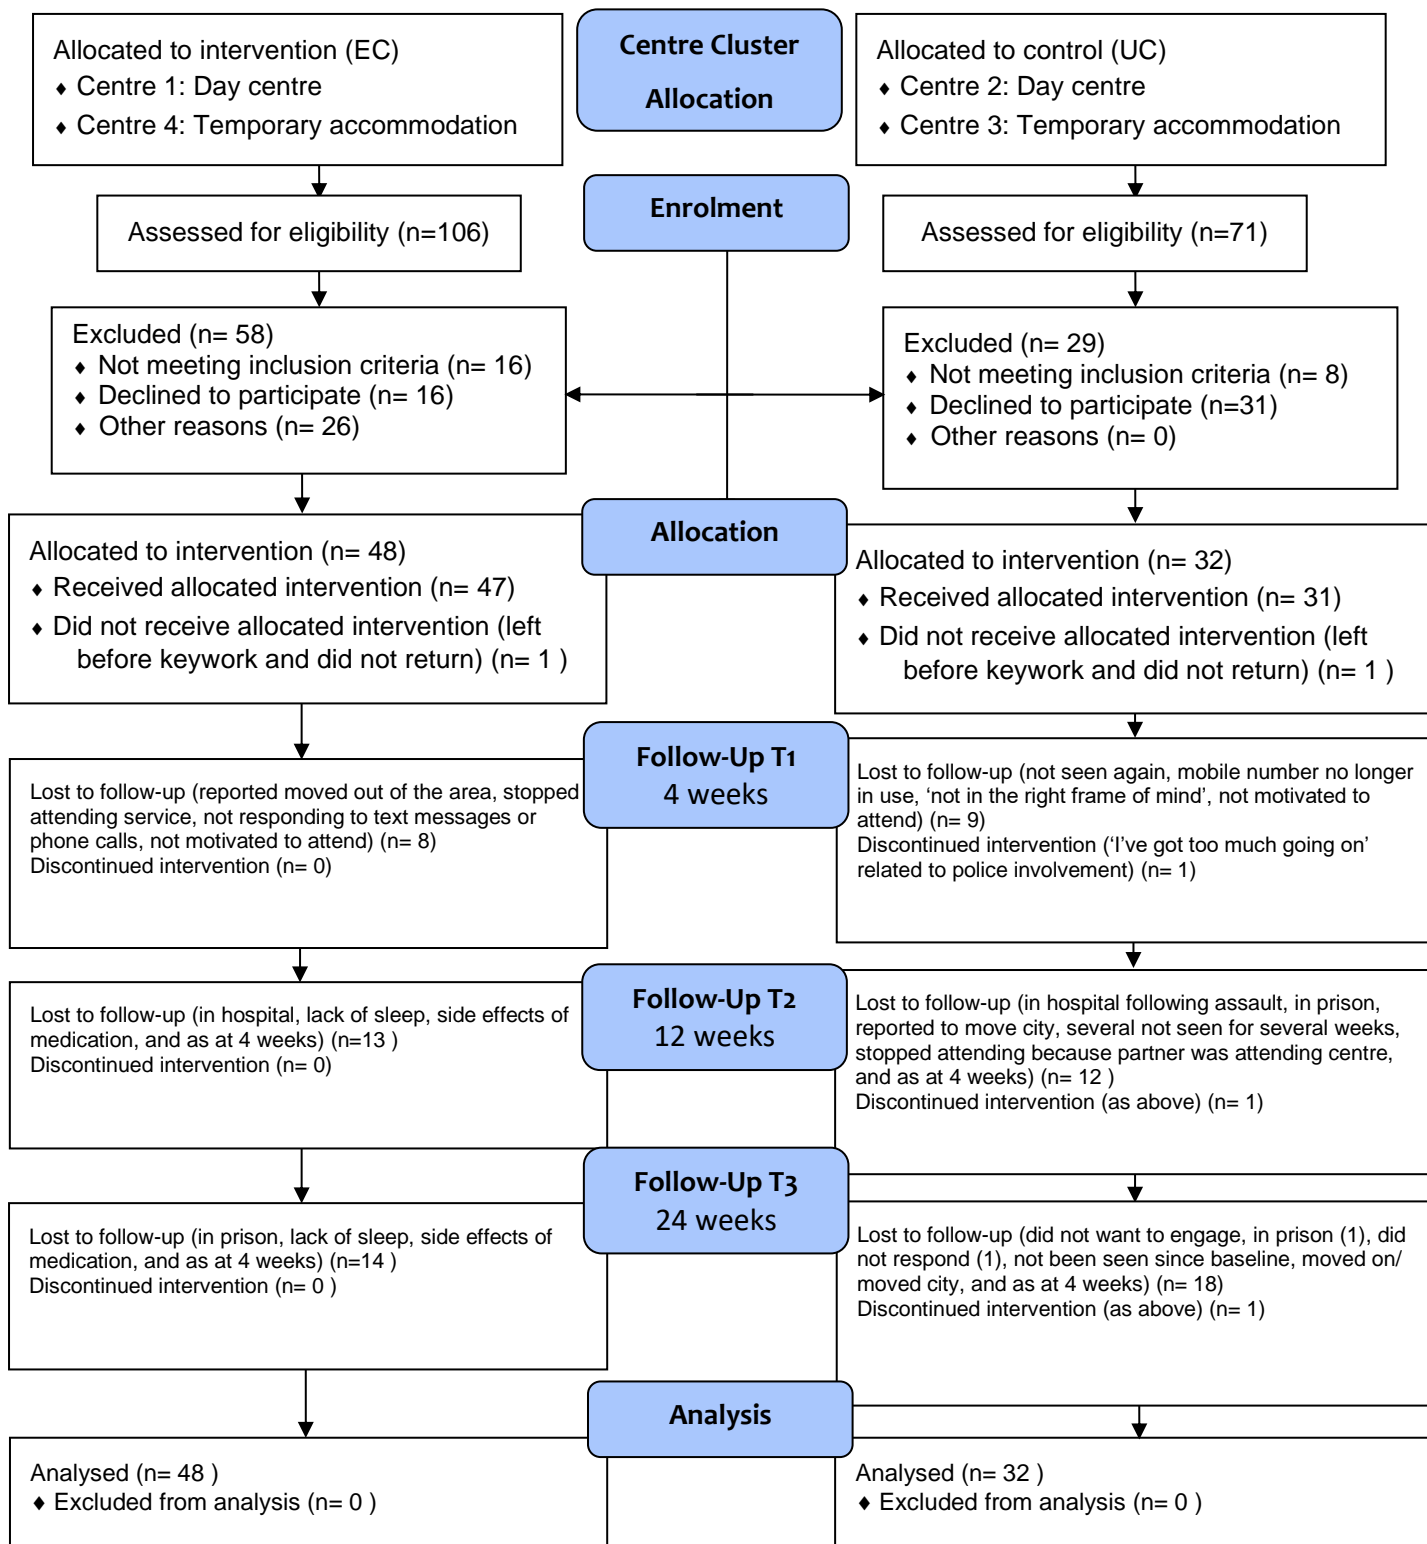 Allocated to intervention (EC)
♦ Centre 1: Day centre
♦ Centre 4: Temporary accommodation
Centre Cluster
Allocation
Allocated to control (UC)
♦ Centre 2: Day centre
♦ Centre 3: Temporary accommodation
Enrolment
Assessed for eligibility (n=106)
Assessed for eligibility (n=71)
Excluded (n= 58)
♦ Not meeting inclusion criteria (n= 16)
♦ Declined to participate (n= 16)
♦ Other reasons (n= 26)
Excluded (n= 29)
♦ Not meeting inclusion criteria (n= 8)
♦ Declined to participate (n=31)
♦ Other reasons (n= 0)
Allocation
Allocated to intervention (n= 48)
♦ Received allocated intervention (n= 47)
♦ Did not receive allocated intervention (left
before keywork and did not return) (n= 1 )
Allocated to intervention (n= 32)
♦ Received allocated intervention (n= 31)
♦ Did not receive allocated intervention (left
before keywork and did not return) (n= 1 )
Follow-Up T1
4 weeks
Lost to follow-up (reported moved out of the area, stopped
attending service, not responding to text messages or
phone calls, not motivated to attend) (n= 8)
Discontinued intervention (n= 0)
Lost to follow-up (not seen again, mobile number no longer
in use, ‘not in the right frame of mind’, not motivated to
attend) (n= 9)
Discontinued intervention (‘I’ve got too much going on’
related to police involvement) (n= 1)
Follow-Up T2
12 weeks
Lost to follow-up (in hospital, lack of sleep, side effects of
medication, and as at 4 weeks) (n=13 )
Discontinued intervention (n= 0)
Lost to follow-up (in hospital following assault, in prison,
reported to move city, several not seen for several weeks,
stopped attending because partner was attending centre,
and as at 4 weeks) (n= 12 )
Discontinued intervention (as above) (n= 1)
Follow-Up T3
24 weeks
Lost to follow-up (in prison, lack of sleep, side effects of
medication, and as at 4 weeks) (n=14 )
Discontinued intervention (n= 0 )
Lost to follow-up (did not want to engage, in prison (1), did
not respond (1), not been seen since baseline, moved on/
moved city, and as at 4 weeks) (n= 18)
Discontinued intervention (as above) (n= 1)
Analysis
Analysed (n= 48 )
♦ Excluded from analysis (n= 0 )
Analysed (n= 32 )
♦ Excluded from analysis (n= 0 )